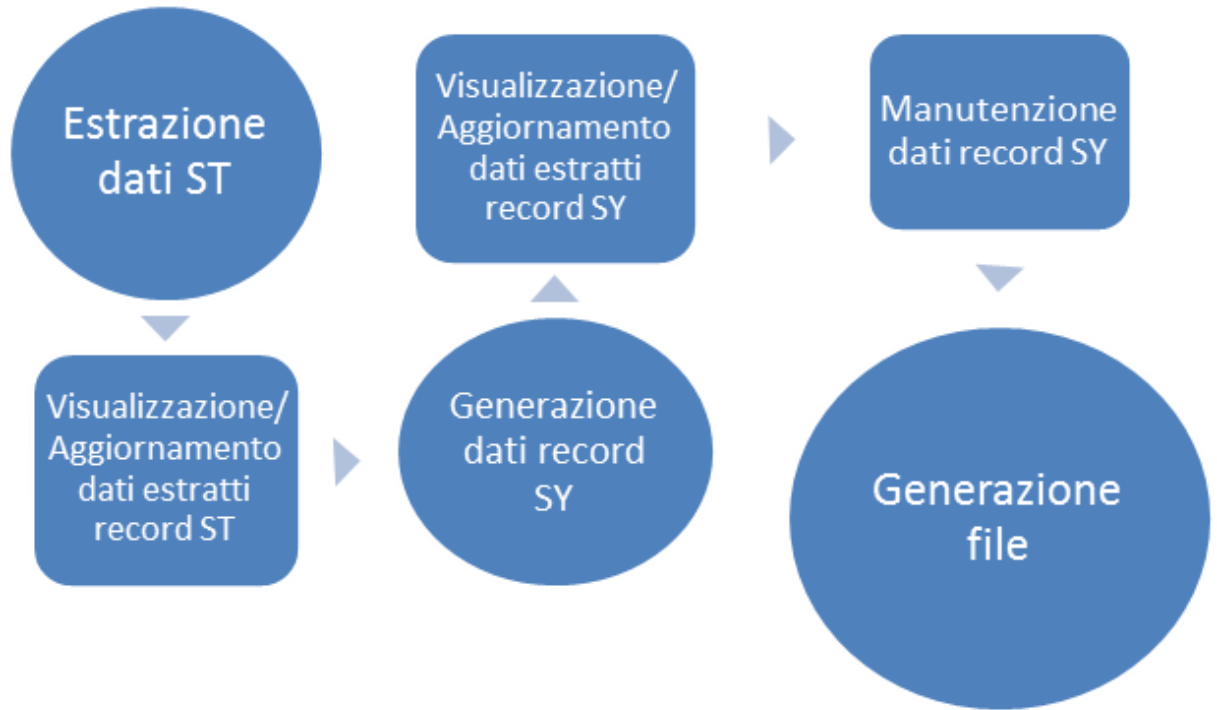 Estrazione
dati ST
Visualizzazione/
Aggiornamento
dati estratti
record ST
Generazione
dati record
SY
Visualizzazione/
Aggiornamento
dati estratti
record SY
Manutenzione
dati record SY
Generazione
file